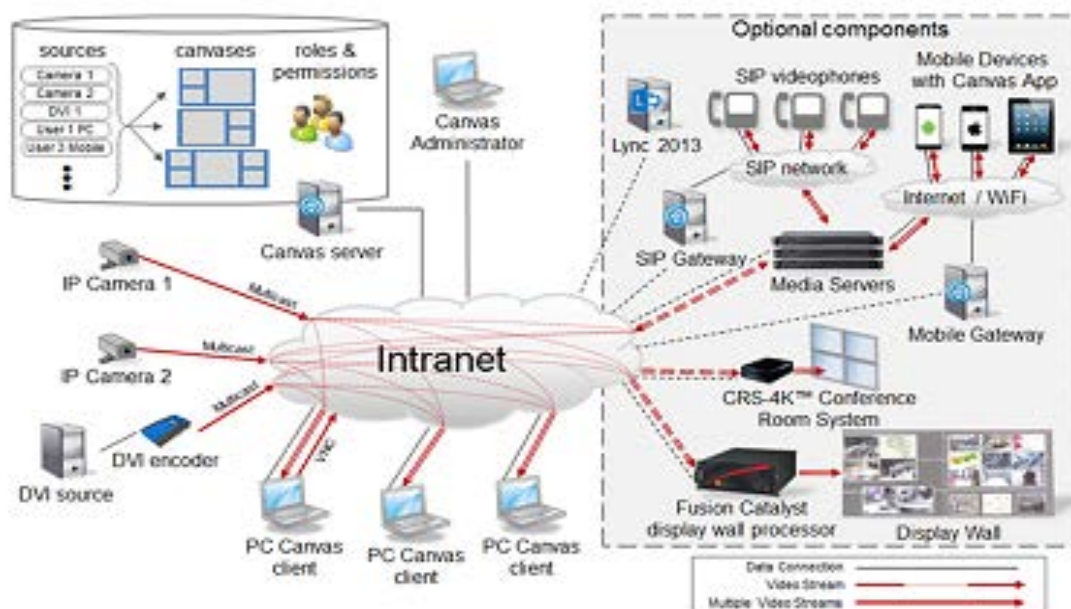 sources
canvases
roles &
permissions
Camera 1
Camera 2
DVI 1
User 1 PC
User 3 Mobile
Canvas
Administrator
Canvas server
IP Camera 1
IP Camera 2
Multicast
Multicast
Multicast
DVI source
DVI encoder
Intranet
VNC
PC Canvas
client
PC Canvas
client
PC Canvas
client
Optional components
Lync 2013
SIP videophones
Mobile Devices
with Canvas App
SIP network
Internet / WiFi
SIP Gateway
Media Servers
Mobile Gateway
CRS-4K™ Conference
Room System
Fusion Catalyst
display wall processor
Display Wall
Data Connection
Video Stream
Multiple Video Streams